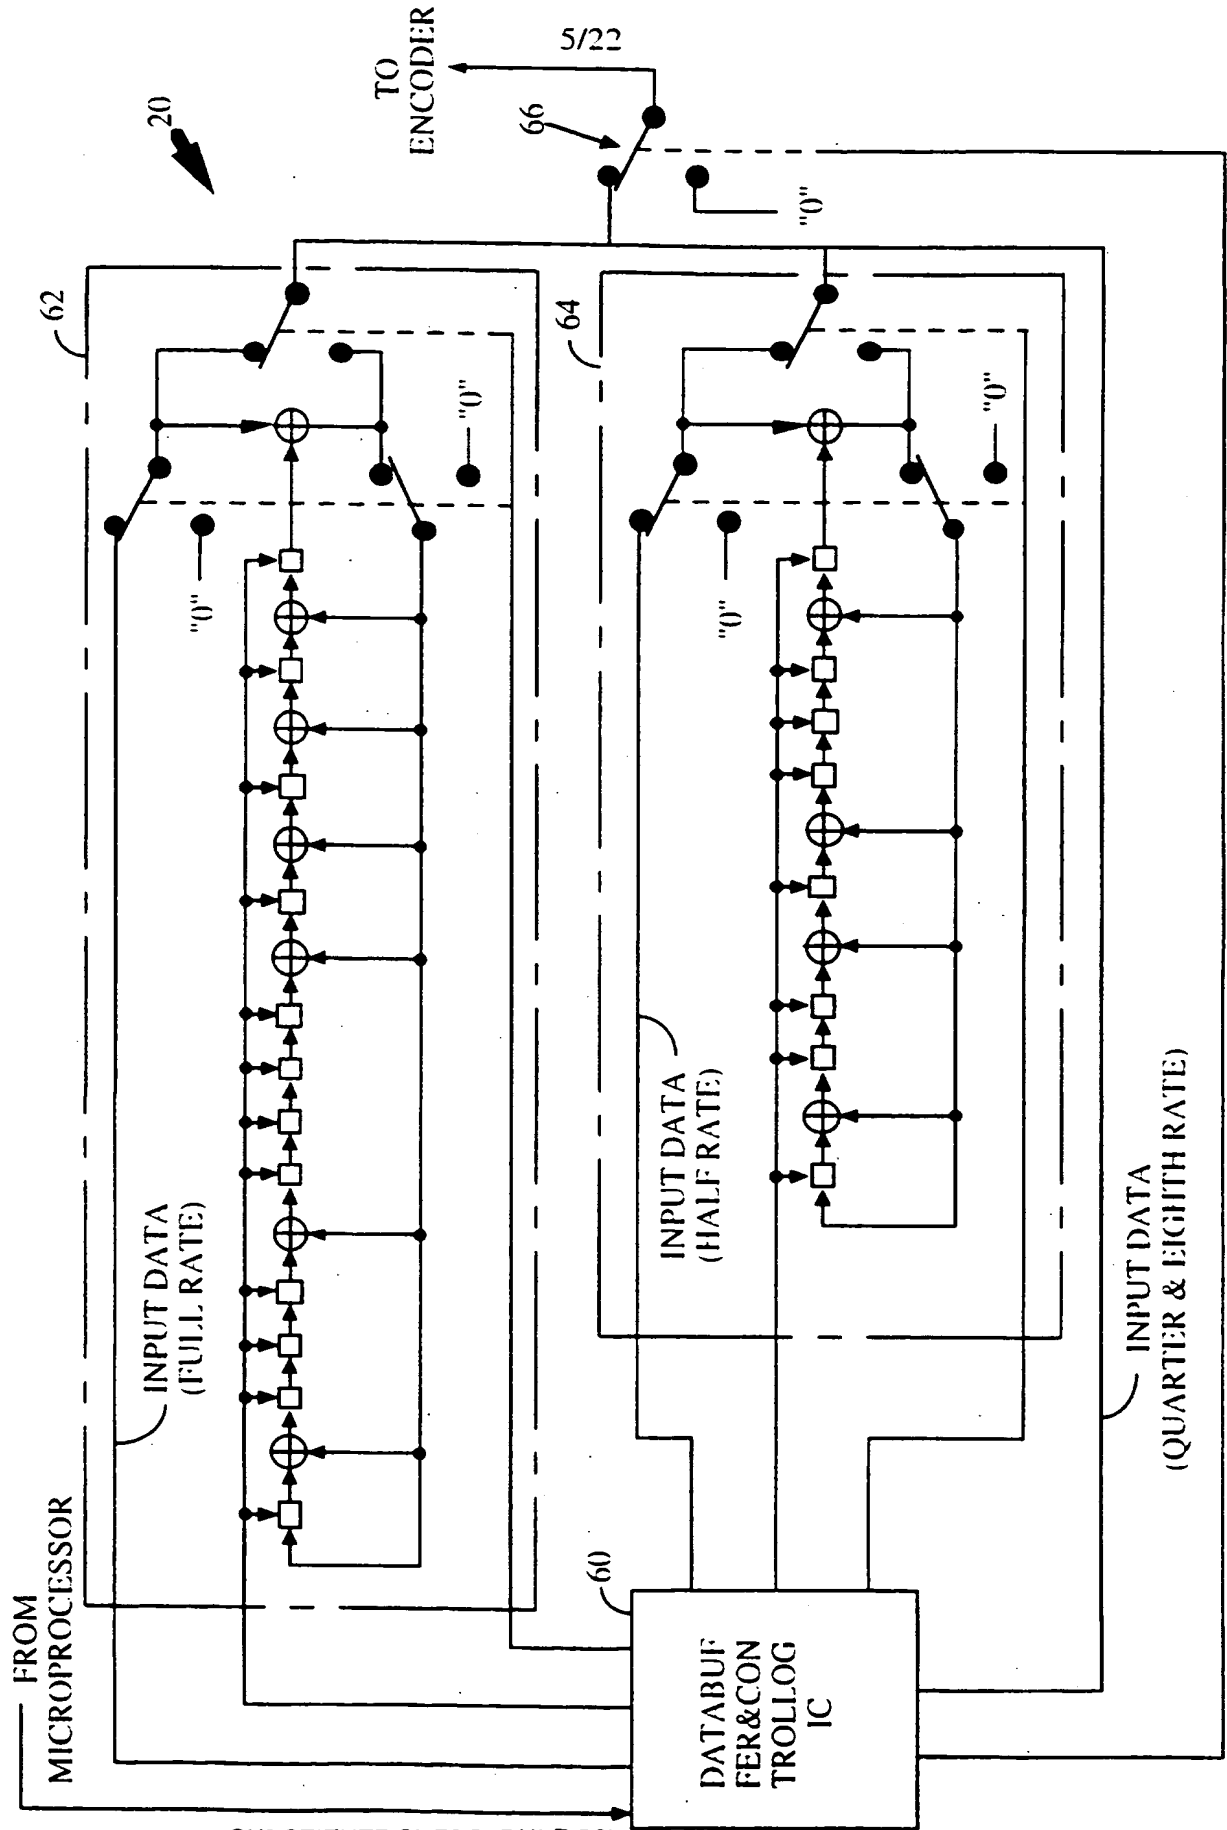 FROM
MICROPROCESSOR
INPUT DATA
(FULL RATE)
62
20
"0"
"0"
TO
ENCODER
5/22
66
"0"
60
DATABUF
FER&CON
TROLLOG
IC
INPUT DATA
(HALF RATE)
64
"0"
"0"
INPUT DATA
(QUARTER & EIGHTH RATE)